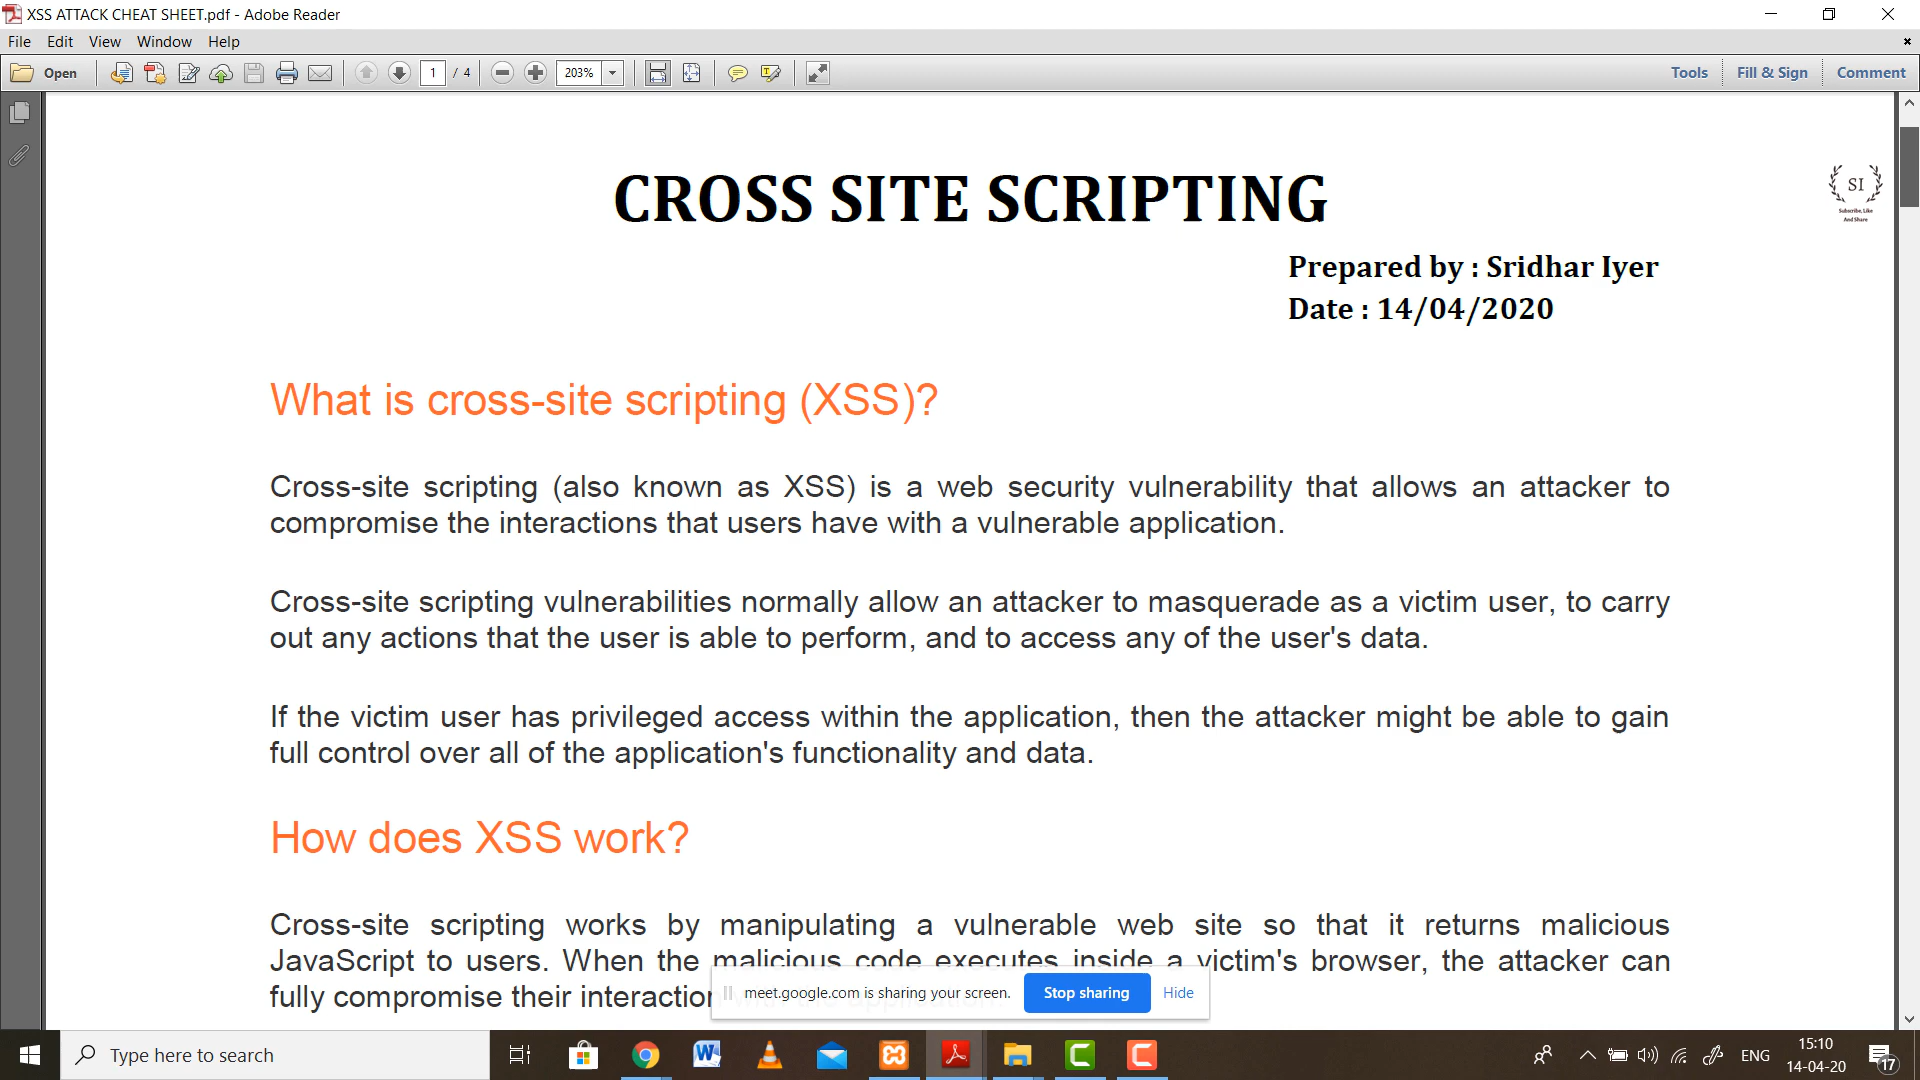 XSS ATTACK CHEAT SHEET.pdf - Adobe Reader
File Edit View Window Help
Open 1 / 4 203% Tools Fill & Sign Comment
CROSS SITE SCRIPTING
SI
Subscribe, Like
And Share
Prepared by : Sridhar Iyer
Date : 14/04/2020
What is cross-site scripting (XSS)?
Cross-site scripting (also known as XSS) is a web security vulnerability that allows an attacker to
compromise the interactions that users have with a vulnerable application.
Cross-site scripting vulnerabilities normally allow an attacker to masquerade as a victim user, to carry
out any actions that the user is able to perform, and to access any of the user's data.
If the victim user has privileged access within the application, then the attacker might be able to gain
full control over all of the application's functionality and data.
How does XSS work?
Cross-site scripting works by manipulating a vulnerable web site so that it returns malicious
JavaScript to users. When the malicious code executes inside a victim's browser, the attacker can
fully compromise their interaction
meet.google.com is sharing your screen. Stop sharing Hide
Type here to search
ENG
15:10
14-04-20
17